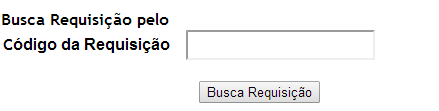 Busca Requisição pelo
Código da Requisição
Busca Requisição